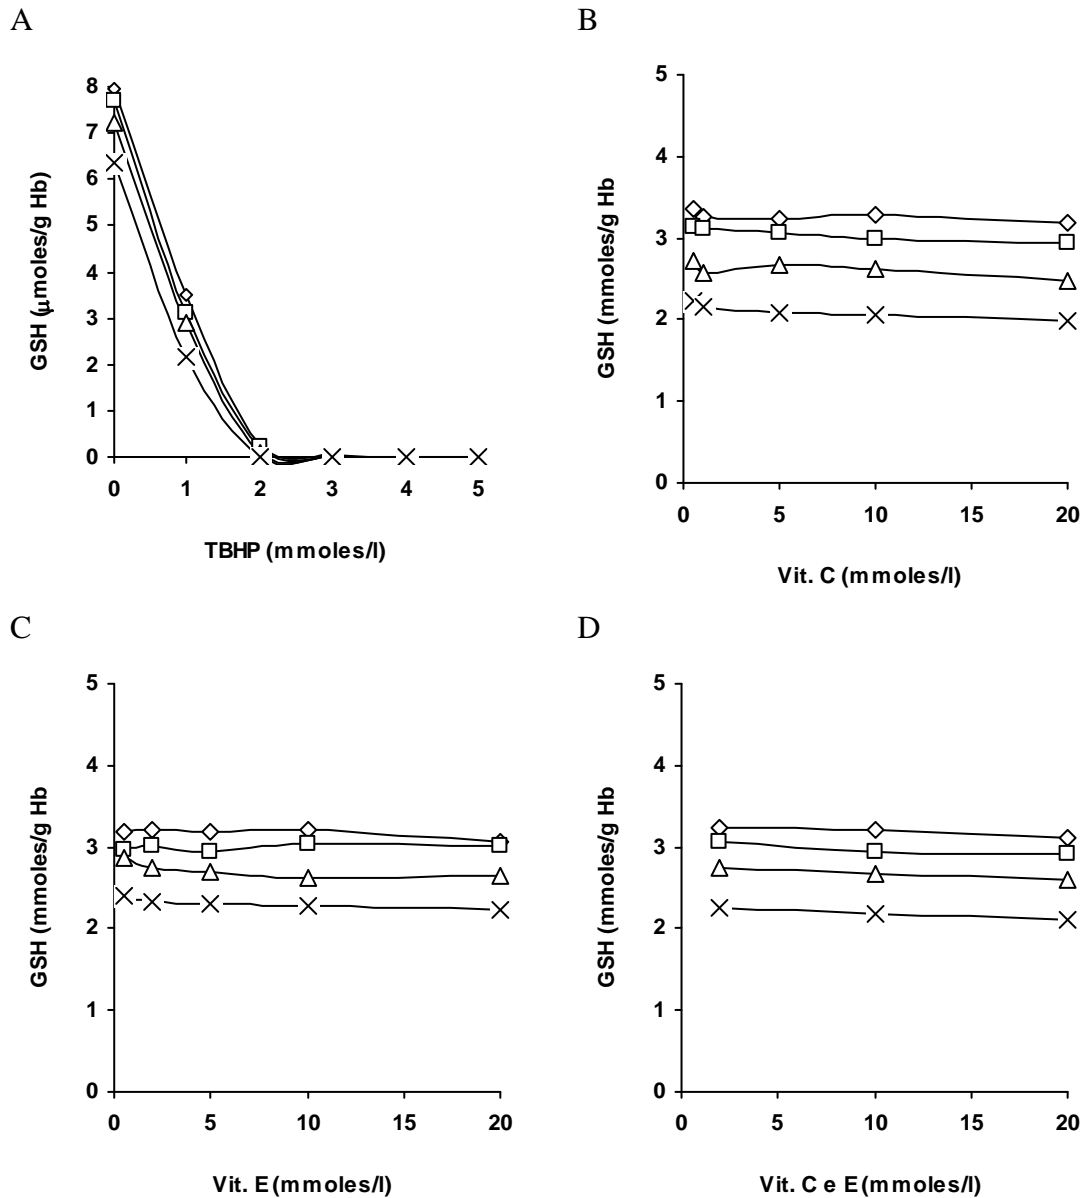 A
8
7
6
5
4
3
2
1
0
0 1 2 3 4 5
GSH (μmoles/g Hb)
TBHP (mmoles/l)
B
5
4
3
2
1
0
0 5 10 15 20
GSH (mmoles/g Hb
Vit. C (mmoles/l)
C
5
4
3
2
1
0
0 5 10 15 20
GSH (mmoles/g Hb
Vit. E (mmoles/l)
D
5
4
3
2
1
0
0 5 10 15 20
GSH (mmoles/g Hb
Vit. C e E (mmoles/l)